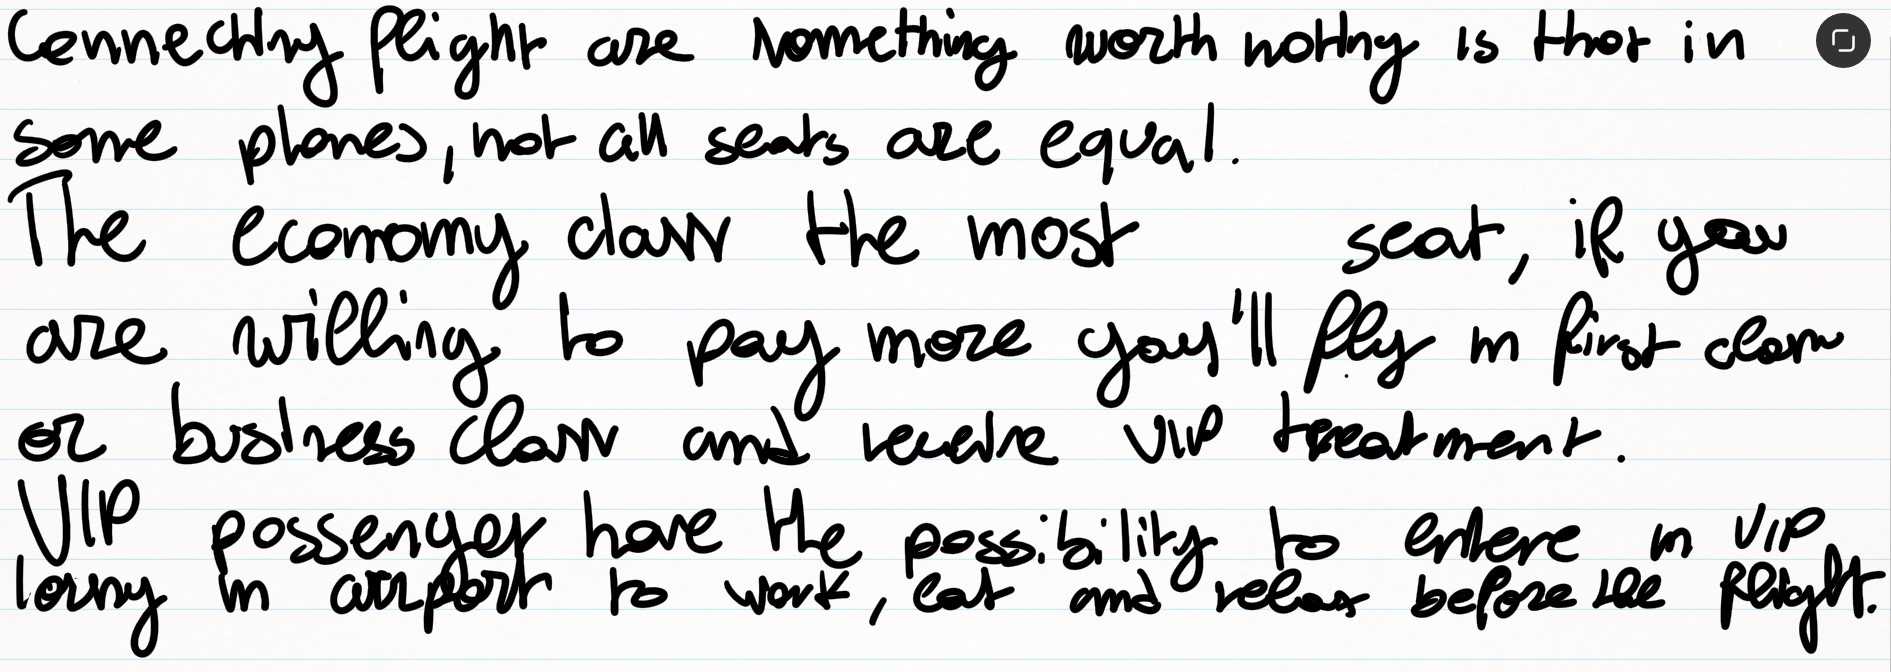 Connecting flight are something worth noting is that in
some planes, not all seats are equal.
The economy class the most seat, if you
are willing to pay more you'll fly in first class
or business class and receive VIP treatment.
VIP passenger have the possibility to entere in VIP
loung in airport to work, eat and relax before the flight.